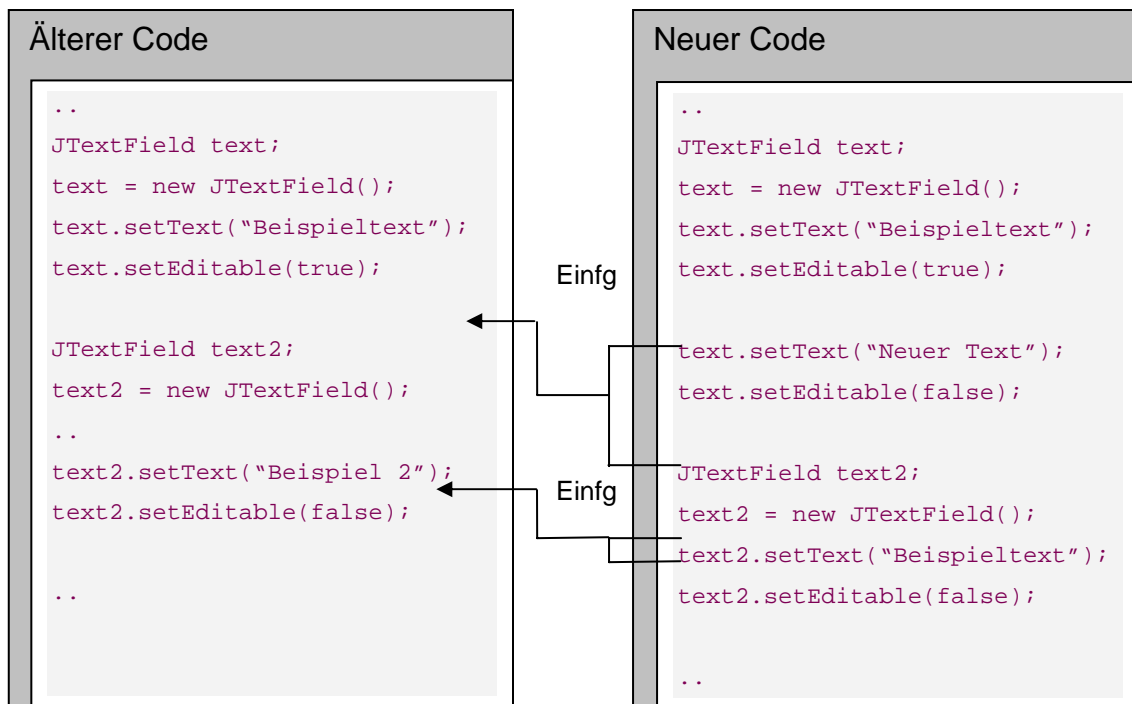 Älterer Code
..
JTextField text;
text = new JTextField();
text.setText(“Beispieltext”);
text.setEditable(true);
JTextField text2;
text2 = new JTextField();
..
text2.setText(“Beispiel 2”);
text2.setEditable(false);
..
Einfg
Einfg
Neuer Code
..
JTextField text;
text = new JTextField();
text.setText(“Beispieltext”);
text.setEditable(true);
text.setText(“Neuer Text”);
text.setEditable(false);
JTextField text2;
text2 = new JTextField();
text2.setText(“Beispieltext”);
text2.setEditable(false);
..